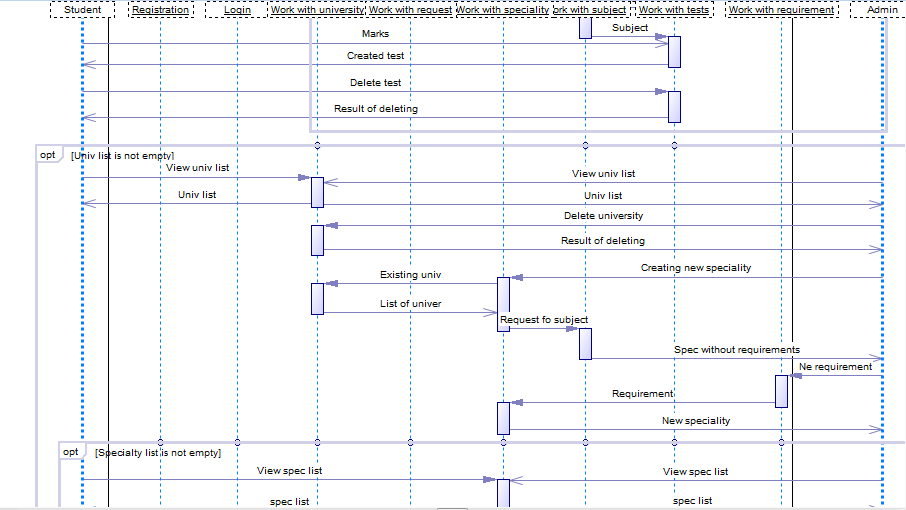 Student
Registration
Login
Work with university
Work with request
Work with speciality
ork with subject
Work with tests
Work with requirement
Admin
Subject
Marks
Created test
Delete test
Result of deleting
opt [Univ list is not empty]
View univ list
View univ list
Univ list
Univ list
Delete university
Result of deleting
Creating new speciality
Existing univ
List of univer
Request fo subject
Spec without requirements
Ne requirement
Requirement
New speciality
opt [Specialty list is not empty]
View spec list
View spec list
spec list
spec list